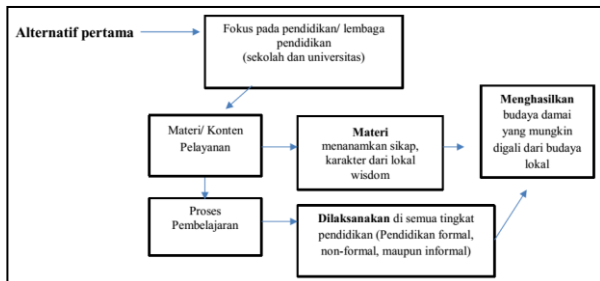 Alternatif pertama
Fokus pada pendidikan/ lembaga
pendidikan
(sekolah dan universitas)
Materi/ Konten
Pelayanan
Materi
menanamkan sikap,
karakter dari lokal
wisdom
Menghasilkan
budaya damai
yang mungkin
digali dari budaya
lokal
Proses
Pembelajaran
Dilaksanakan di semua tingkat
pendidikan (Pendidikan formal,
non-formal, maupun informal)